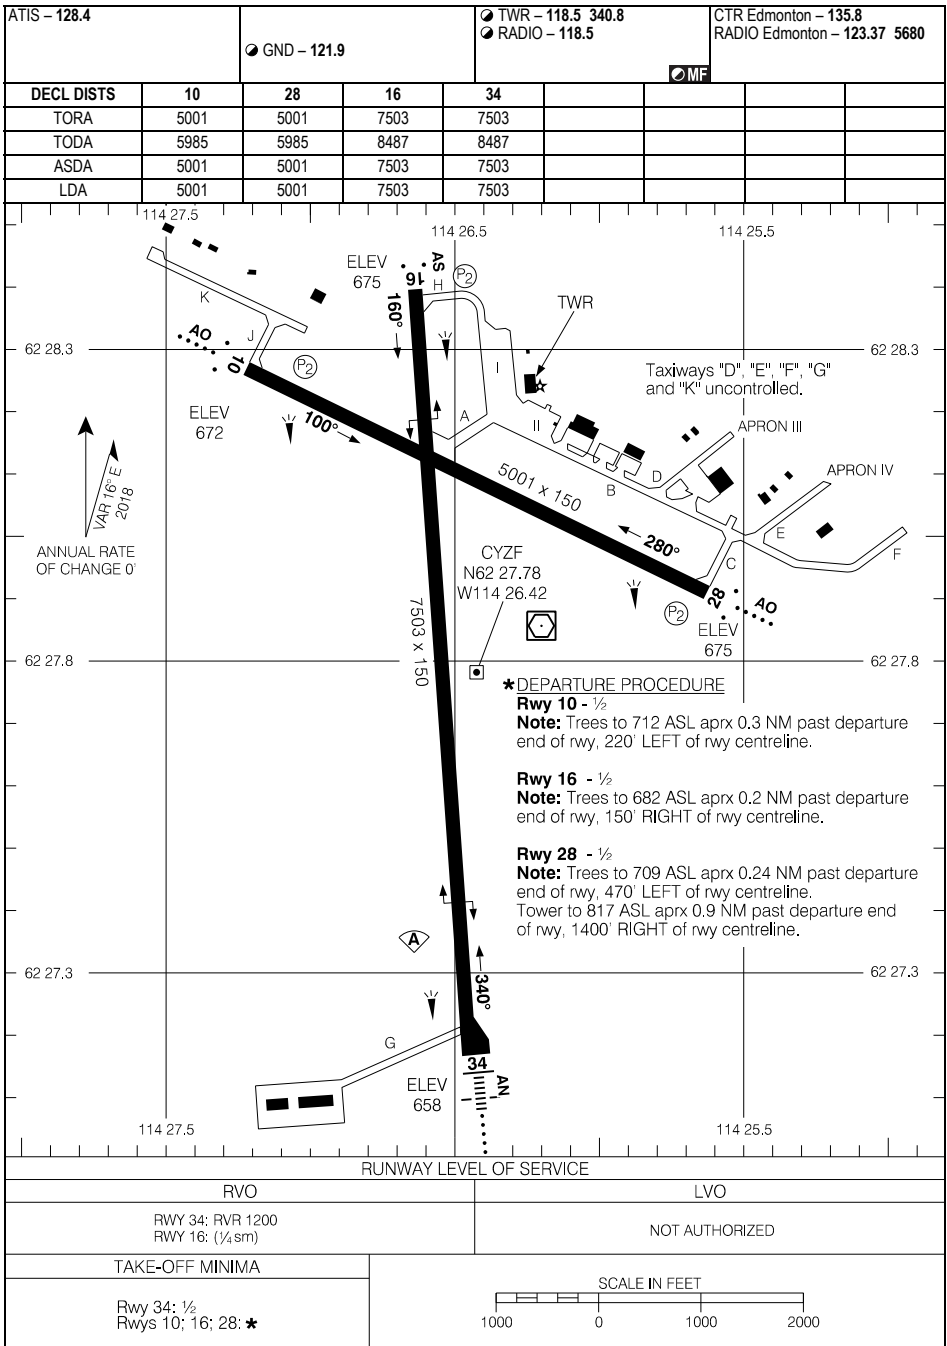 ATIS – 128.4
GND – 121.9
TWR – 118.5 340.8
RADIO – 118.5
MF
CTR Edmonton – 135.8
RADIO Edmonton – 123.37 5680
DECL DISTS 10 28 16 34
TORA 5001 5001 7503 7503
TODA 5985 5985 8487 8487
ASDA 5001 5001 7503 7503
LDA 5001 5001 7503 7503
114 27.5
114 26.5
114 25.5
ELEV
675
16
AS
H
P2
160°
K
J
AO
10
P2
TWR
I
62 28.3
62 28.3
Taxiways "D", "E", "F", "G"
and "K" uncontrolled.
ELEV
672
100°
A
II
APRON III
D
B
5001 x 150
APRON IV
VAR 16° E
2018
ANNUAL RATE
OF CHANGE 0'
280°
E
F
C
CYZF
N62 27.78
W114 26.42
28
AO
P2
ELEV
675
7503 x 150
62 27.8
62 27.8
*DEPARTURE PROCEDURE
Rwy 10 - ½
Note: Trees to 712 ASL aprx 0.3 NM past departure
end of rwy, 220' LEFT of rwy centreline.
Rwy 16 - ½
Note: Trees to 682 ASL aprx 0.2 NM past departure
end of rwy, 150' RIGHT of rwy centreline.
Rwy 28 - ½
Note: Trees to 709 ASL aprx 0.24 NM past departure
end of rwy, 470' LEFT of rwy centreline.
Tower to 817 ASL aprx 0.9 NM past departure end
of rwy, 1400' RIGHT of rwy centreline.
A
62 27.3
62 27.3
340°
G
34
AN
ELEV
658
114 27.5
114 25.5
RUNWAY LEVEL OF SERVICE
RVO
LVO
RWY 34: RVR 1200
RWY 16: (¼ sm)
NOT AUTHORIZED
TAKE-OFF MINIMA
Rwy 34: ½
Rwys 10; 16; 28: *
SCALE IN FEET
1000 0 1000 2000